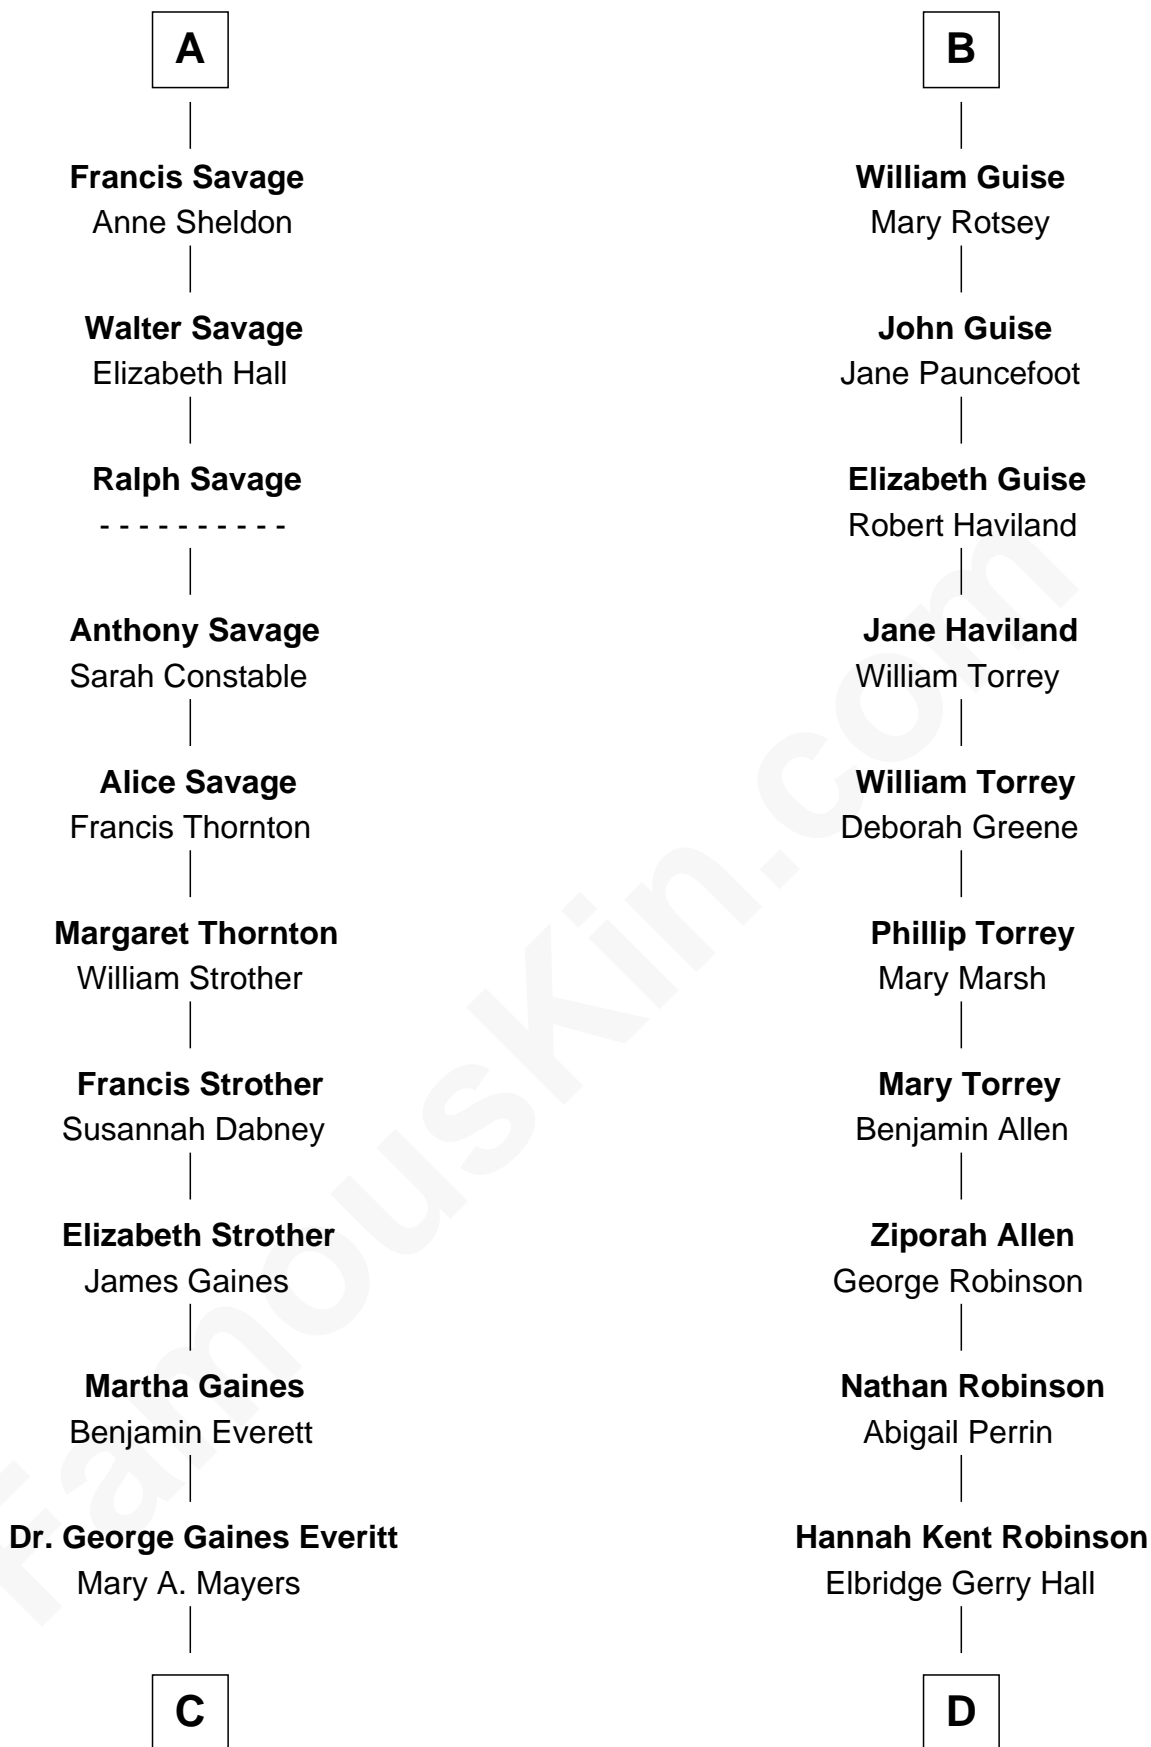 A
Francis Savage
Anne Sheldon
Walter Savage
Elizabeth Hall
Ralph Savage
- - - - - - - - - -
Anthony Savage
Sarah Constable
Alice Savage
Francis Thornton
Margaret Thornton
William Strother
Francis Strother
Susannah Dabney
Elizabeth Strother
James Gaines
Martha Gaines
Benjamin Everett
Dr. George Gaines Everitt
Mary A. Mayers
C
B
William Guise
Mary Rotsey
John Guise
Jane Pauncefoot
Elizabeth Guise
Robert Haviland
Jane Haviland
William Torrey
William Torrey
Deborah Greene
Phillip Torrey
Mary Marsh
Mary Torrey
Benjamin Allen
Ziporah Allen
George Robinson
Nathan Robinson
Abigail Perrin
Hannah Kent Robinson
Elbridge Gerry Hall
D
FamousKin.com